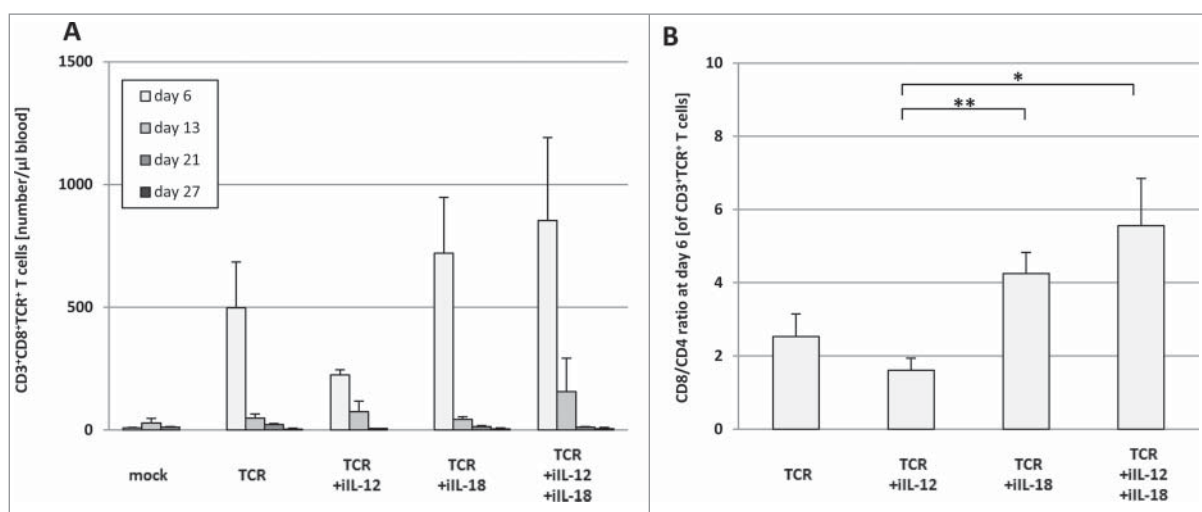 A
CD3⁺CD8⁺TCR⁺ T cells [number/µl blood]
1500
1000
500
0
day 6
day 13
day 21
day 27
mock
TCR
TCR
+iIL-12
TCR
+iIL-18
TCR
+iIL-12
+iIL-18
B
CD8/CD4 ratio at day 6 [of CD3⁺TCR⁺ T cells]
10
8
6
4
2
0
*
**
TCR
TCR
+iIL-12
TCR
+iIL-18
TCR
+iIL-12
+iIL-18